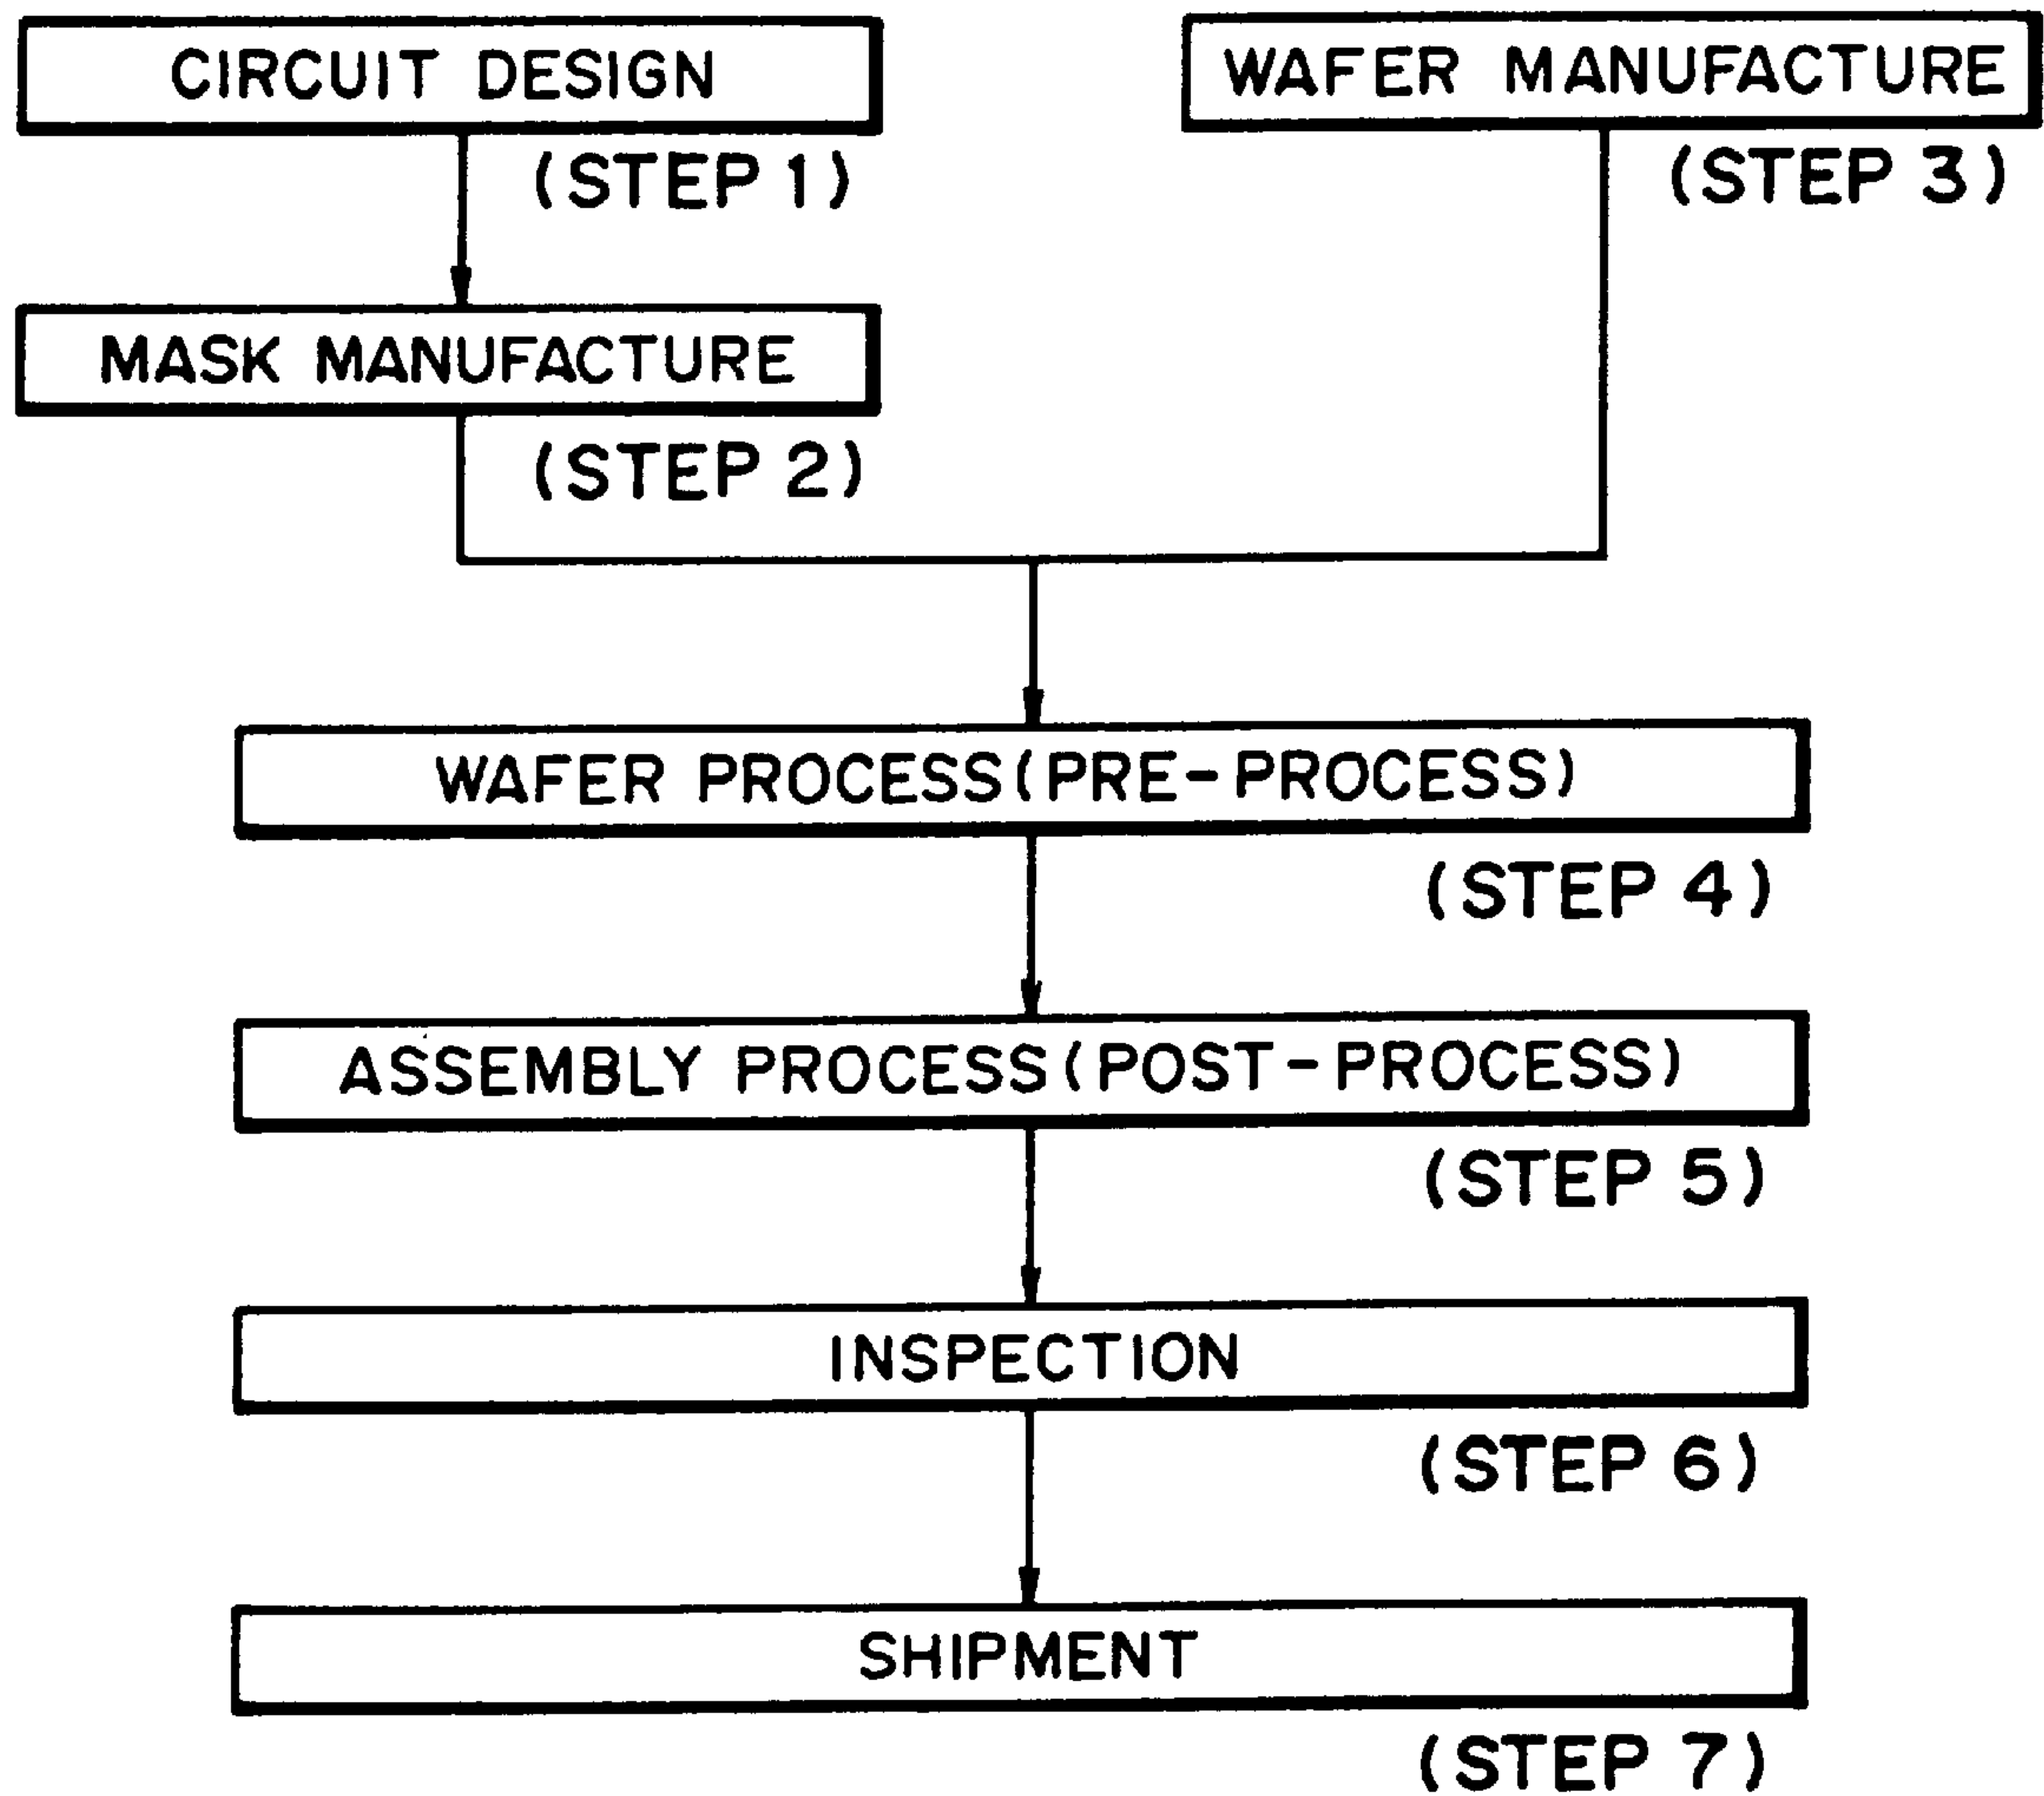 CIRCUIT DESIGN
(STEP 1)
MASK MANUFACTURE
(STEP 2)
WAFER MANUFACTURE
(STEP 3)
WAFER PROCESS(PRE-PROCESS)
(STEP 4)
ASSEMBLY PROCESS(POST-PROCESS)
(STEP 5)
INSPECTION
(STEP 6)
SHIPMENT
(STEP 7)